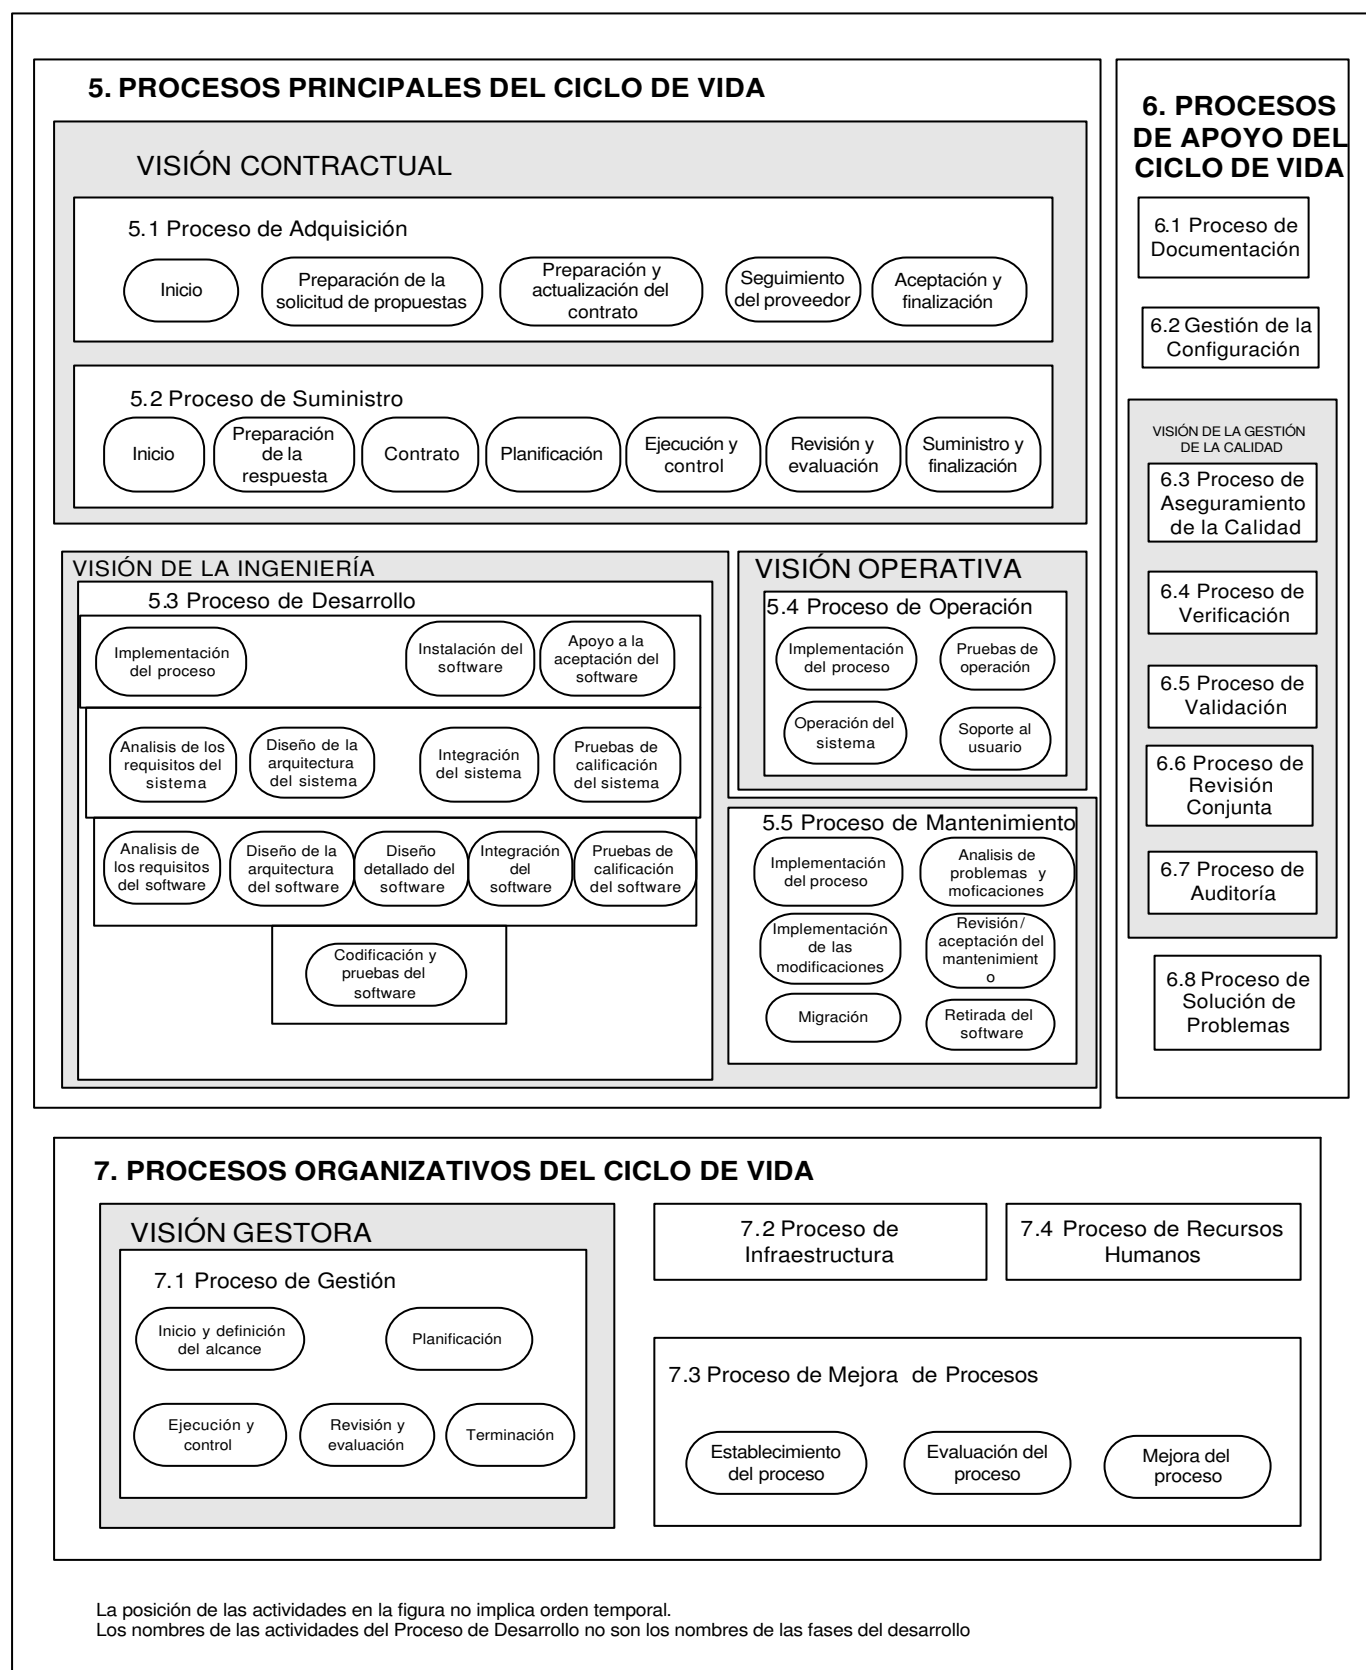 5. PROCESOS PRINCIPALES DEL CICLO DE VIDA
VISIÓN CONTRACTUAL
5.1 Proceso de Adquisición
Inicio
Preparación de la
solicitud de propuestas
Preparación y
actualización del
contrato
Seguimiento
del proveedor
Aceptación y
finalización
5.2 Proceso de Suministro
Inicio
Preparación
de la
respuesta
Contrato
Planificación
Ejecución y
control
Revisión y
evaluación
Suministro y
finalización
VISIÓN DE LA INGENIERÍA
5.3 Proceso de Desarrollo
Implementación
del proceso
Instalación del
software
Apoyo a la
aceptación del
software
Analisis de los
requisitos del
sistema
Diseño de la
arquitectura
del sistema
Integración
del sistema
Pruebas de
calificación
del sistema
Analisis de
los requisitos
del software
Diseño de la
arquitectura
del software
Diseño
detallado del
software
Integración
del
software
Pruebas de
calificación
del software
Codificación y
pruebas del
software
VISIÓN OPERATIVA
5.4 Proceso de Operación
Implementación
del proceso
Pruebas de
operación
Operación del
sistema
Soporte al
usuario
5.5 Proceso de Mantenimiento
Implementación
del proceso
Analisis de
problemas y
moficaciones
Implementación
de las
modificaciones
Revisión/
aceptación del
mantenimient
o
Migración
Retirada del
software
6. PROCESOS
DE APOYO DEL
CICLO DE VIDA
6.1 Proceso de
Documentación
6.2 Gestión de la
Configuración
VISIÓN DE LA GESTIÓN
DE LA CALIDAD
6.3 Proceso de
Aseguramiento
de la Calidad
6.4 Proceso de
Verificación
6.5 Proceso de
Validación
6.6 Proceso de
Revisión
Conjunta
6.7 Proceso de
Auditoría
6.8 Proceso de
Solución de
Problemas
7. PROCESOS ORGANIZATIVOS DEL CICLO DE VIDA
VISIÓN GESTORA
7.1 Proceso de Gestión
Inicio y definición
del alcance
Planificación
Ejecución y
control
Revisión y
evaluación
Terminación
7.2 Proceso de
Infraestructura
7.4 Proceso de Recursos
Humanos
7.3 Proceso de Mejora de Procesos
Establecimiento
del proceso
Evaluación del
proceso
Mejora del
proceso
La posición de las actividades en la figura no implica orden temporal.
Los nombres de las actividades del Proceso de Desarrollo no son los nombres de las fases del desarrollo